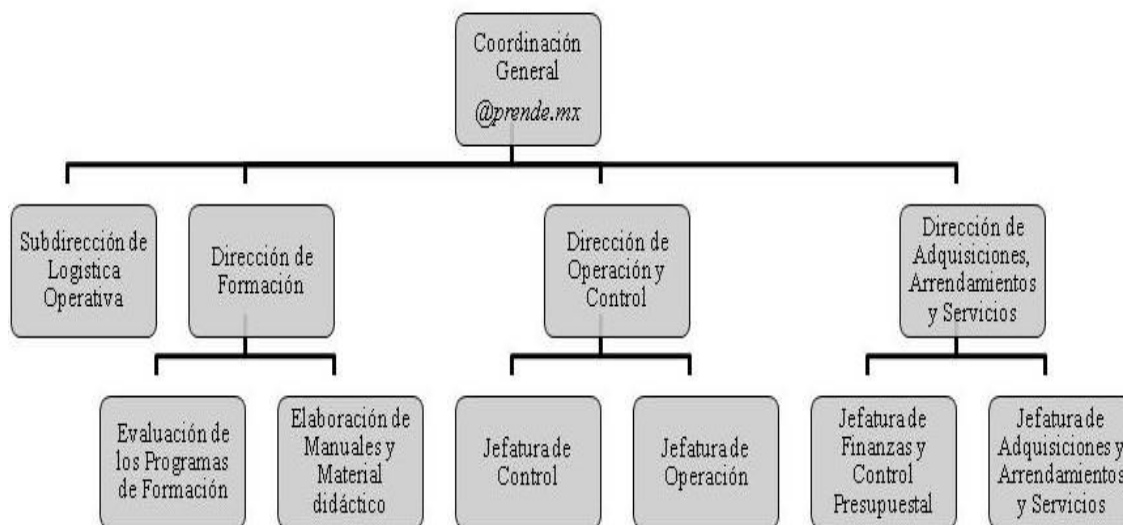 Coordinación
General
@prende.mx
Subdirección de
Logistica
Operativa
Dirección de
Formación
Dirección de
Operación y
Control
Dirección de
Adquisiciones,
Arrendamientos
y Servicios
Evaluación de
los Programas
de Formación
Elaboración de
Manuales y
Material
didáctico
Jefatura de
Control
Jefatura de
Operación
Jefatura de
Finanzas y
Control
Presupuestal
Jefatura de
Adquisiciones y
Arrendamientos
y Servicios